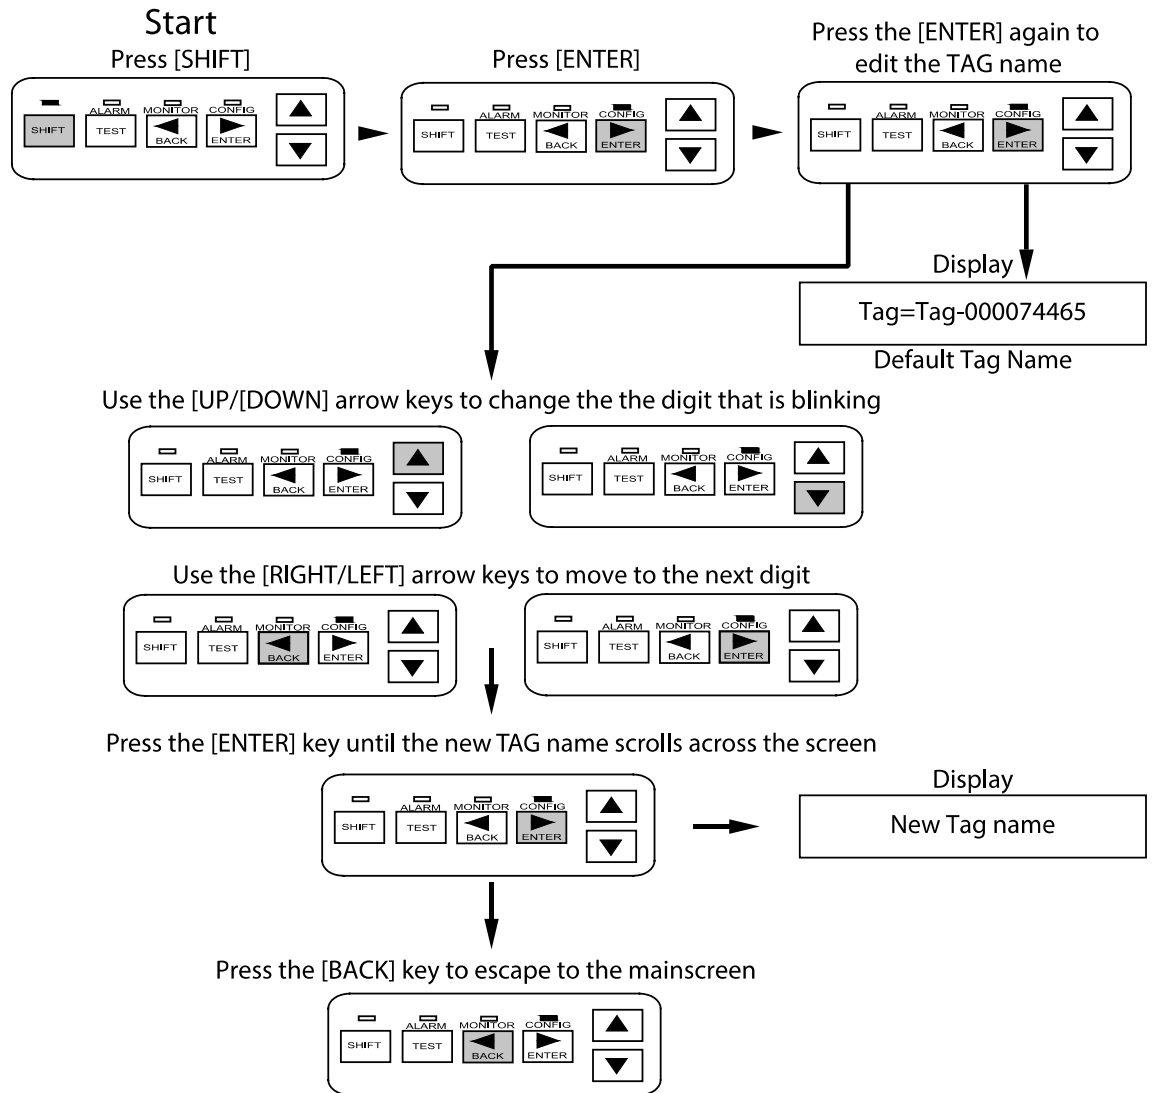 Start
Press [SHIFT]
Press [ENTER]
Press the [ENTER] again to
edit the TAG name
ALARM MONITOR CONFIG
SHIFT TEST BACK ENTER
ALARM MONITOR CONFIG
SHIFT TEST BACK ENTER
ALARM MONITOR CONFIG
SHIFT TEST BACK ENTER
Display
Tag=Tag-000074465
Default Tag Name
Use the [UP/[DOWN] arrow keys to change the the digit that is blinking
ALARM MONITOR CONFIG
SHIFT TEST BACK ENTER
ALARM MONITOR CONFIG
SHIFT TEST BACK ENTER
Use the [RIGHT/LEFT] arrow keys to move to the next digit
ALARM MONITOR CONFIG
SHIFT TEST BACK ENTER
ALARM MONITOR CONFIG
SHIFT TEST BACK ENTER
Press the [ENTER] key until the new TAG name scrolls across the screen
ALARM MONITOR CONFIG
SHIFT TEST BACK ENTER
Display
New Tag name
Press the [BACK] key to escape to the mainscreen
ALARM MONITOR CONFIG
SHIFT TEST BACK ENTER